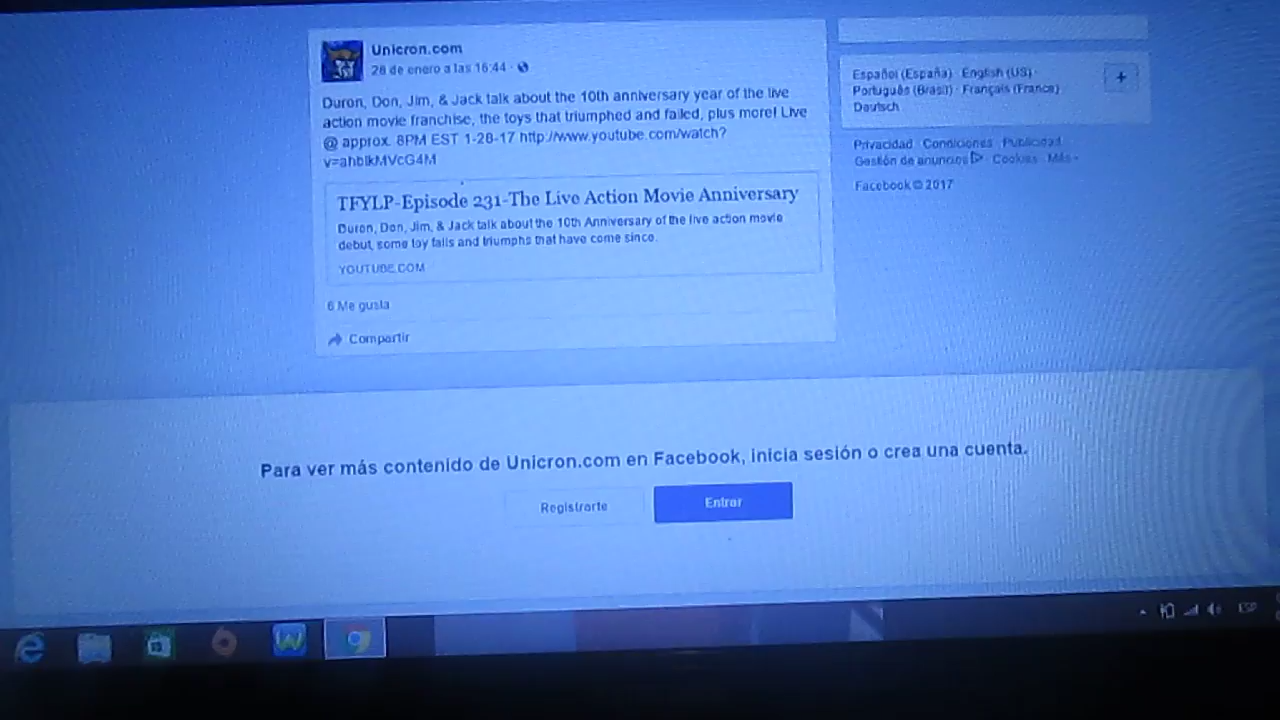 Unicron.com
28 de enero a las 16:44 ·
Duron, Don, Jim, & Jack talk about the 10th anniversary year of the live
action movie franchise, the toys that triumphed and failed, plus more! Live
@ approx. 8PM EST 1-28-17 http://www.youtube.com/watch?
v=ahbIkMVcG4M
TFYLP-Episode 231-The Live Action Movie Anniversary
Duron, Don, Jim, & Jack talk about the 10th Anniversary of the live action movie
debut, some toy fails and triumphs that have come since.
YOUTUBE.COM
6 Me gusta
Compartir
Español (España) · English (US) ·
Português (Brasil) · Français (France)
Deutsch
+
Privacidad · Condiciones · Publicidad
Gestión de anuncios · Cookies · Más
Facebook © 2017
Para ver más contenido de Unicron.com en Facebook, inicia sesión o crea una cuenta.
Registrarte
Entrar
ESP